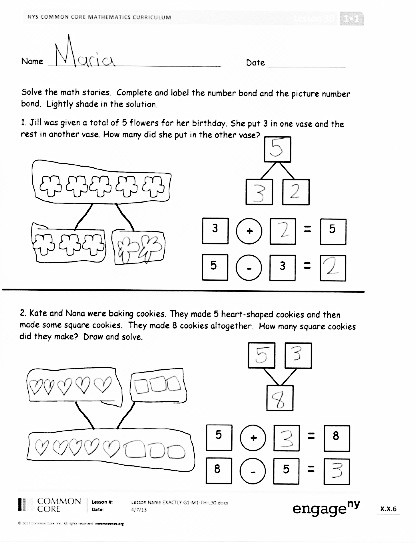 NYS COMMON CORE MATHEMATICS CURRICULUM
1•1
Name Maria Date
Solve the math stories. Complete and label the number bond and the picture number
bond. Lightly shade in the solution.
1. Jill was given a total of 5 flowers for her birthday. She put 3 in one vase and the
rest in another vase. How many did she put in the other vase?
5
3 2
3 + 2 = 5
5 - 3 = 2
2. Kate and Nana were baking cookies. They made 5 heart-shaped cookies and then
made some square cookies. They made 8 cookies altogether. How many square cookies
did they make? Draw and solve.
5 3
8
5 + 3 = 8
8 - 5 = 3
COMMON
CORE
Lesson #:
Date:
engage ny
X.X.6